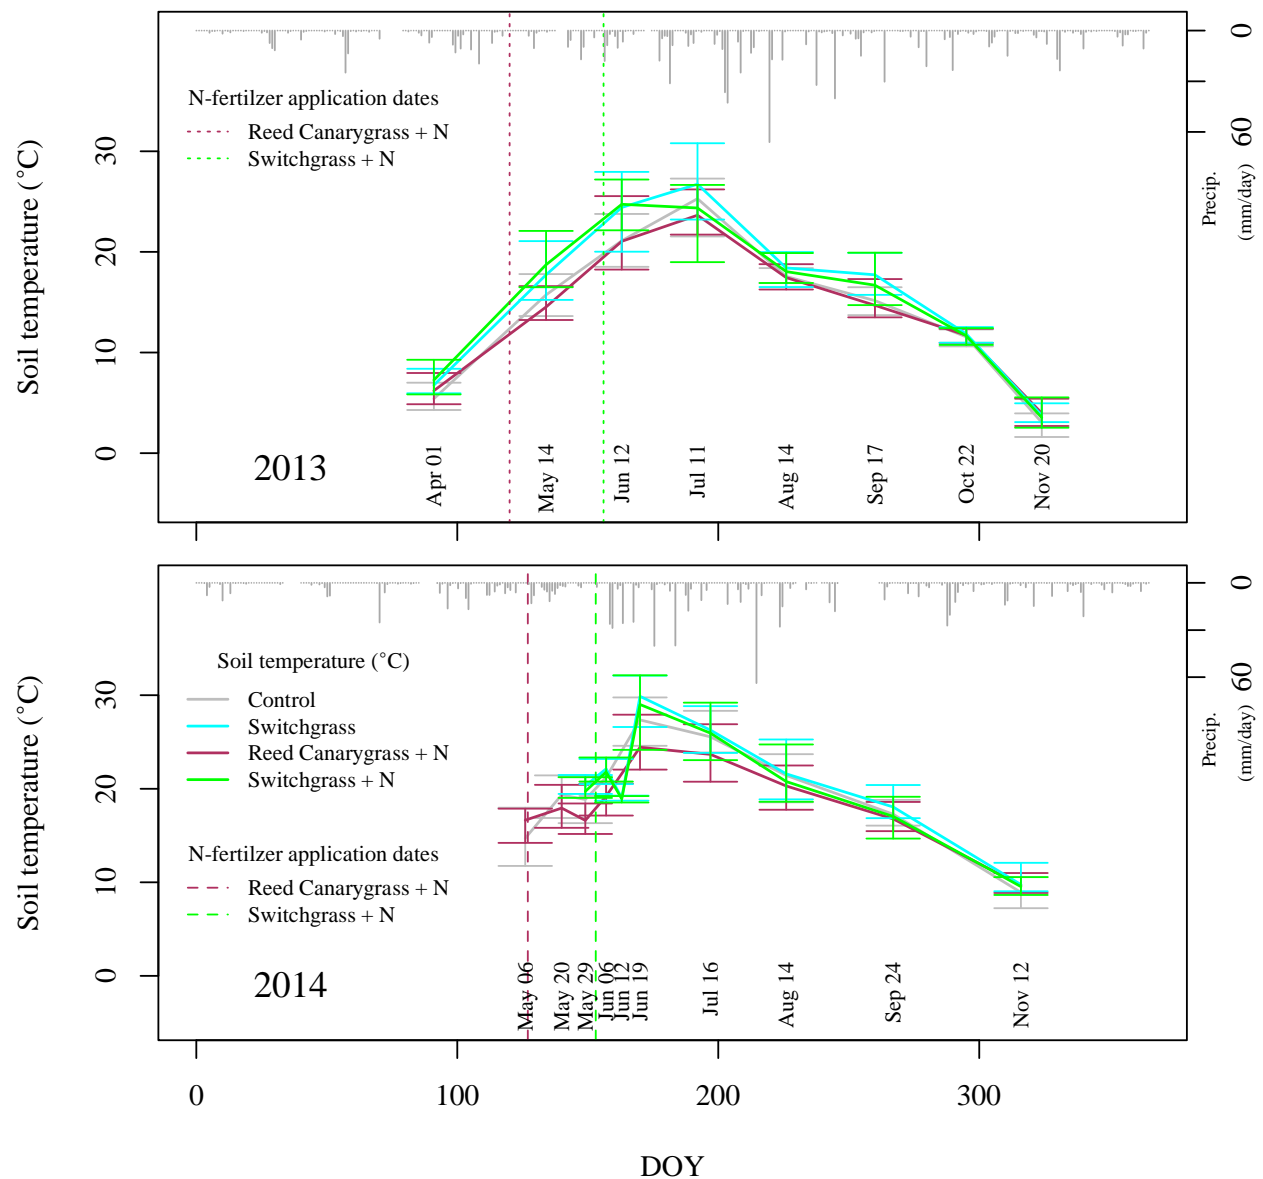 0
N-fertilzer application dates
Reed Canarygrass + N
Switchgrass + N
60
Precip.
(mm/day)
30
20
10
0
Soil temperature (˚C)
2013
Apr 01
May 14
Jun 12
Jul 11
Aug 14
Sep 17
Oct 22
Nov 20
0
Soil temperature (˚C)
Control
Switchgrass
Reed Canarygrass + N
Switchgrass + N
N-fertilzer application dates
Reed Canarygrass + N
Switchgrass + N
60
Precip.
(mm/day)
30
20
10
0
Soil temperature (˚C)
2014
May 06
May 20
May 29
Jun 06
Jun 12
Jun 19
Jul 16
Aug 14
Sep 24
Nov 12
0
100
200
300
DOY